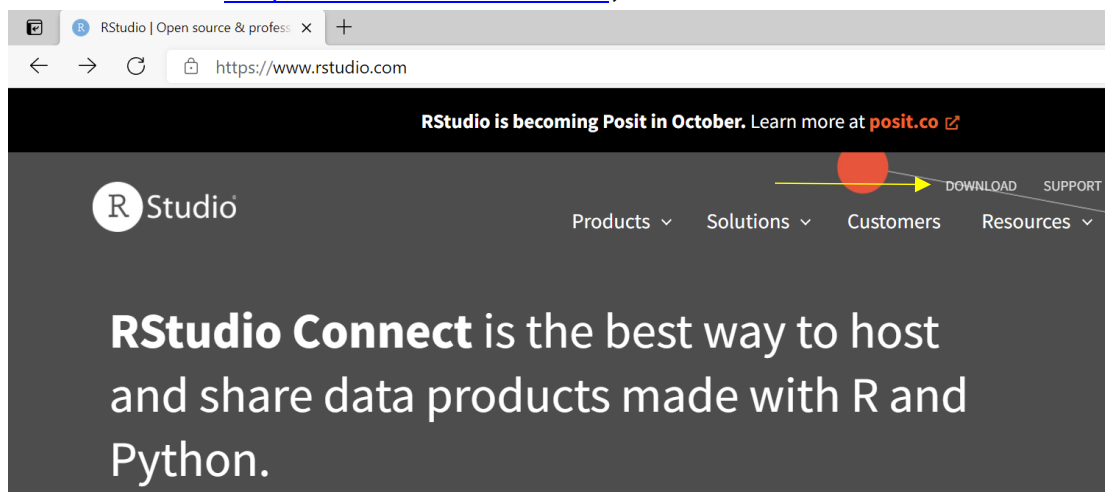 RStudio | Open source & profess
https://www.rstudio.com
RStudio is becoming Posit in October. Learn more at posit.co
DOWNLOAD SUPPORT
R Studio
Products Solutions Customers Resources
RStudio Connect is the best way to host
and share data products made with R and
Python.